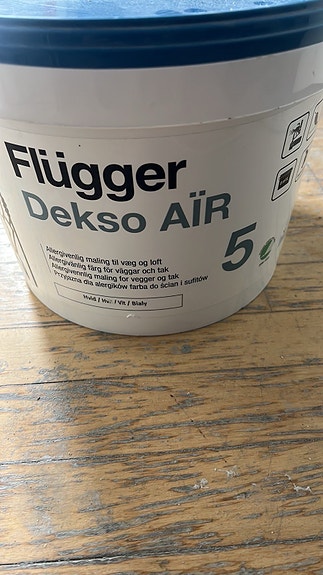 Flügger
Dekso AÏR
5
Allergivenlig maling til væg og loft
Allergivänlig färg för väggar och tak
Allergivennlig maling for vegger og tak
Przyjazna dla alergików farba do ścian i sufitów
Hvid / Hvit / Vit / Biały